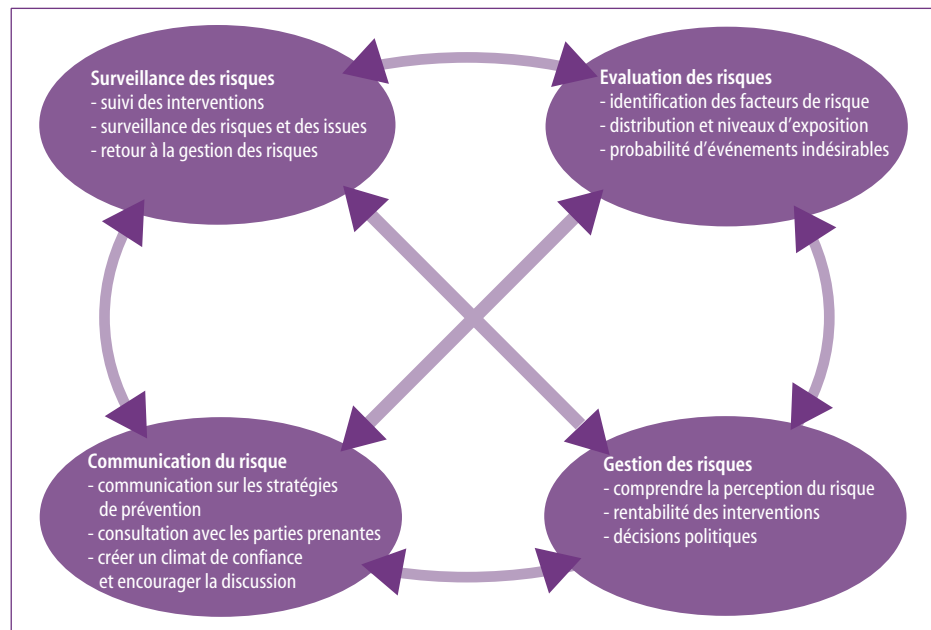 Surveillance des risques
- suivi des interventions
- surveillance des risques et des issues
- retour à la gestion des risques
Evaluation des risques
- identification des facteurs de risque
- distribution et niveaux d'exposition
- probabilité d'événements indésirables
Communication du risque
- communication sur les stratégies
de prévention
- consultation avec les parties prenantes
- créer un climat de confiance
et encourager la discussion
Gestion des risques
- comprendre la perception du risque
- rentabilité des interventions
- décisions politiques